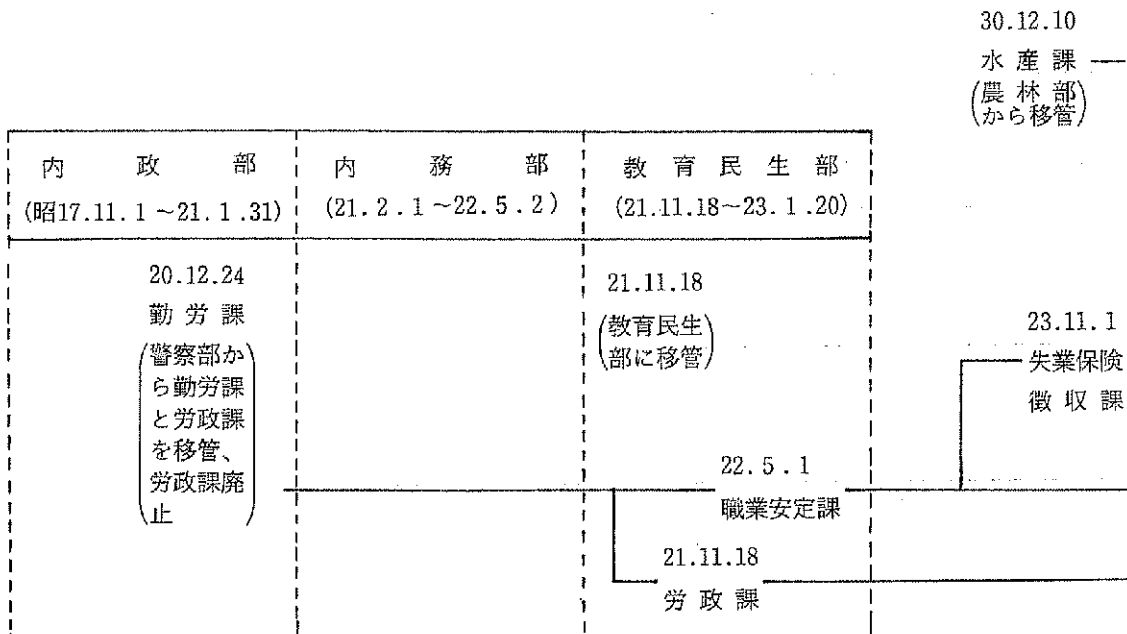 30.12.10
水産課
(農林部
から移管)
内政部
(昭17.11.1～21.1.31)
内務部
(21.2.1～22.5.2)
教育民生部
(21.11.18～23.1.20)
20.12.24
勤労課
(警察部か
ら勤労課
と労政課
を移管、
労政課廃
止)
21.11.18
(教育民生
部に移管)
22.5.1
職業安定課
21.11.18
労政課
23.11.1
失業保険
徴収課